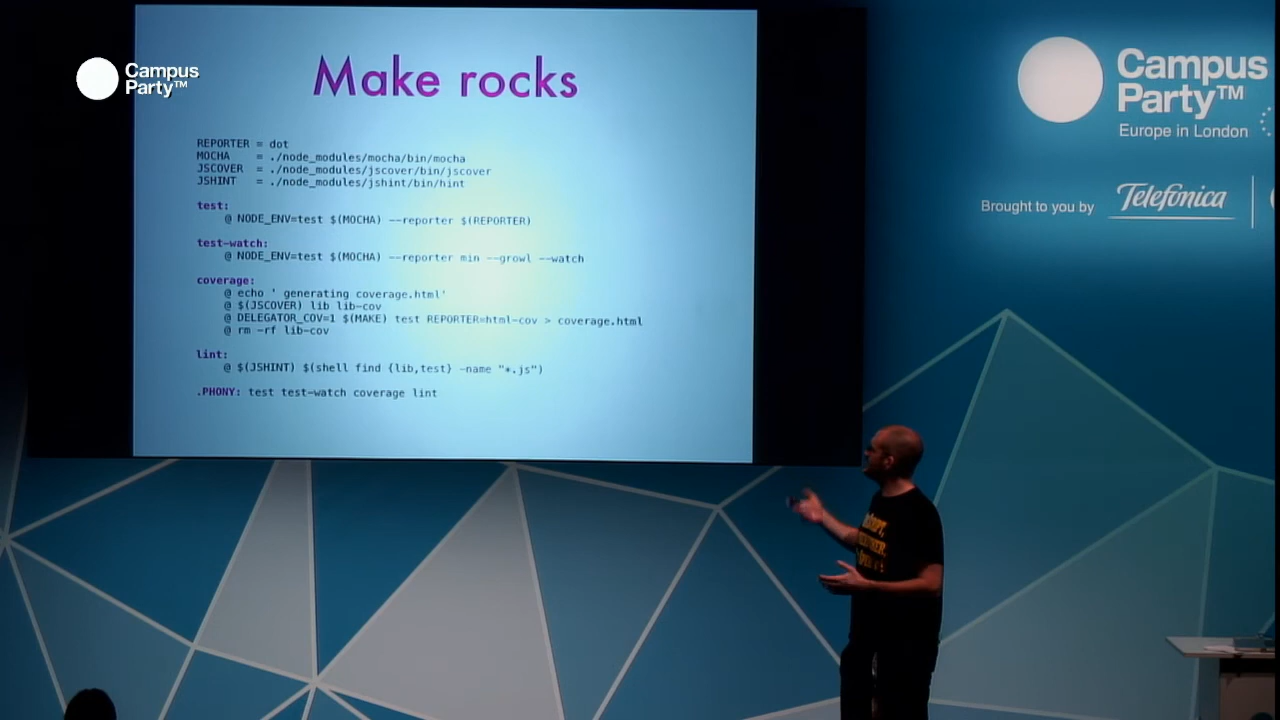 Campus
Party™
Make rocks
REPORTER = dot
MOCHA = ./node_modules/mocha/bin/mocha
JSCOVER = ./node_modules/jscover/bin/jscover
JSHINT = ./node_modules/jshint/bin/hint
test:
@ NODE_ENV=test $(MOCHA) --reporter $(REPORTER)
test-watch:
@ NODE_ENV=test $(MOCHA) --reporter min --growl --watch
coverage:
@ echo ' generating coverage.html'
@ $(JSCOVER) lib lib-cov
@ DELEGATOR_COV=1 $(MAKE) test REPORTER=html-cov > coverage.html
@ rm -rf lib-cov
lint:
@ $(JSHINT) $(shell find {lib,test} -name "*.js")
.PHONY: test test-watch coverage lint
Campus
Party™
Europe in London
Brought to you by
Telefonica